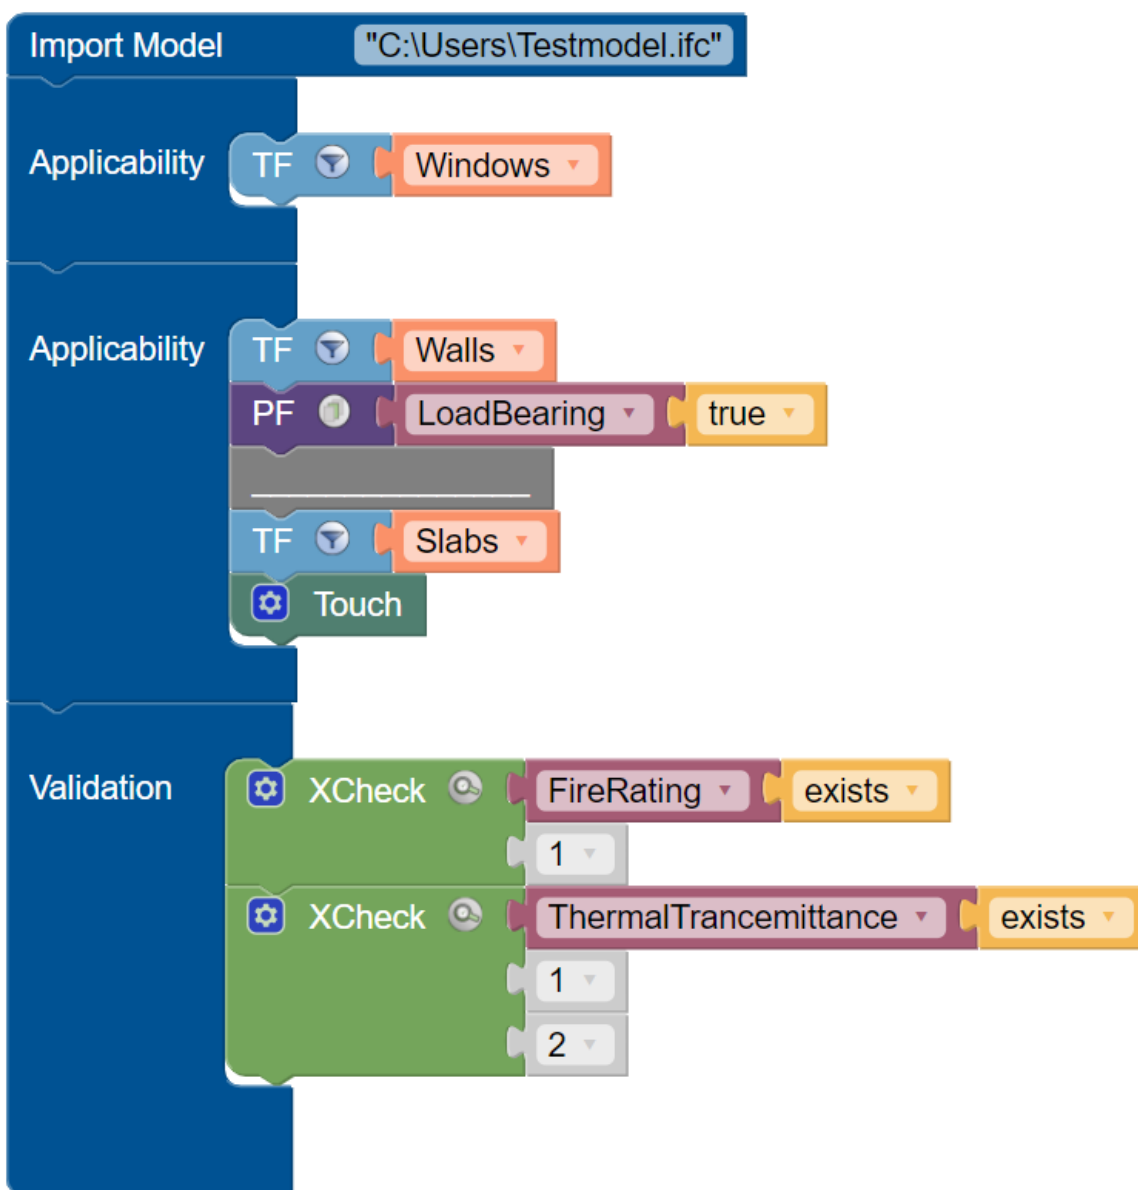 Import Model "C:\Users\Testmodel.ifc"
Applicability TF Windows
Applicability TF Walls
PF LoadBearing true
__________________
TF Slabs
Touch
Validation XCheck FireRating exists
1
XCheck ThermalTrancemittance exists
1
2